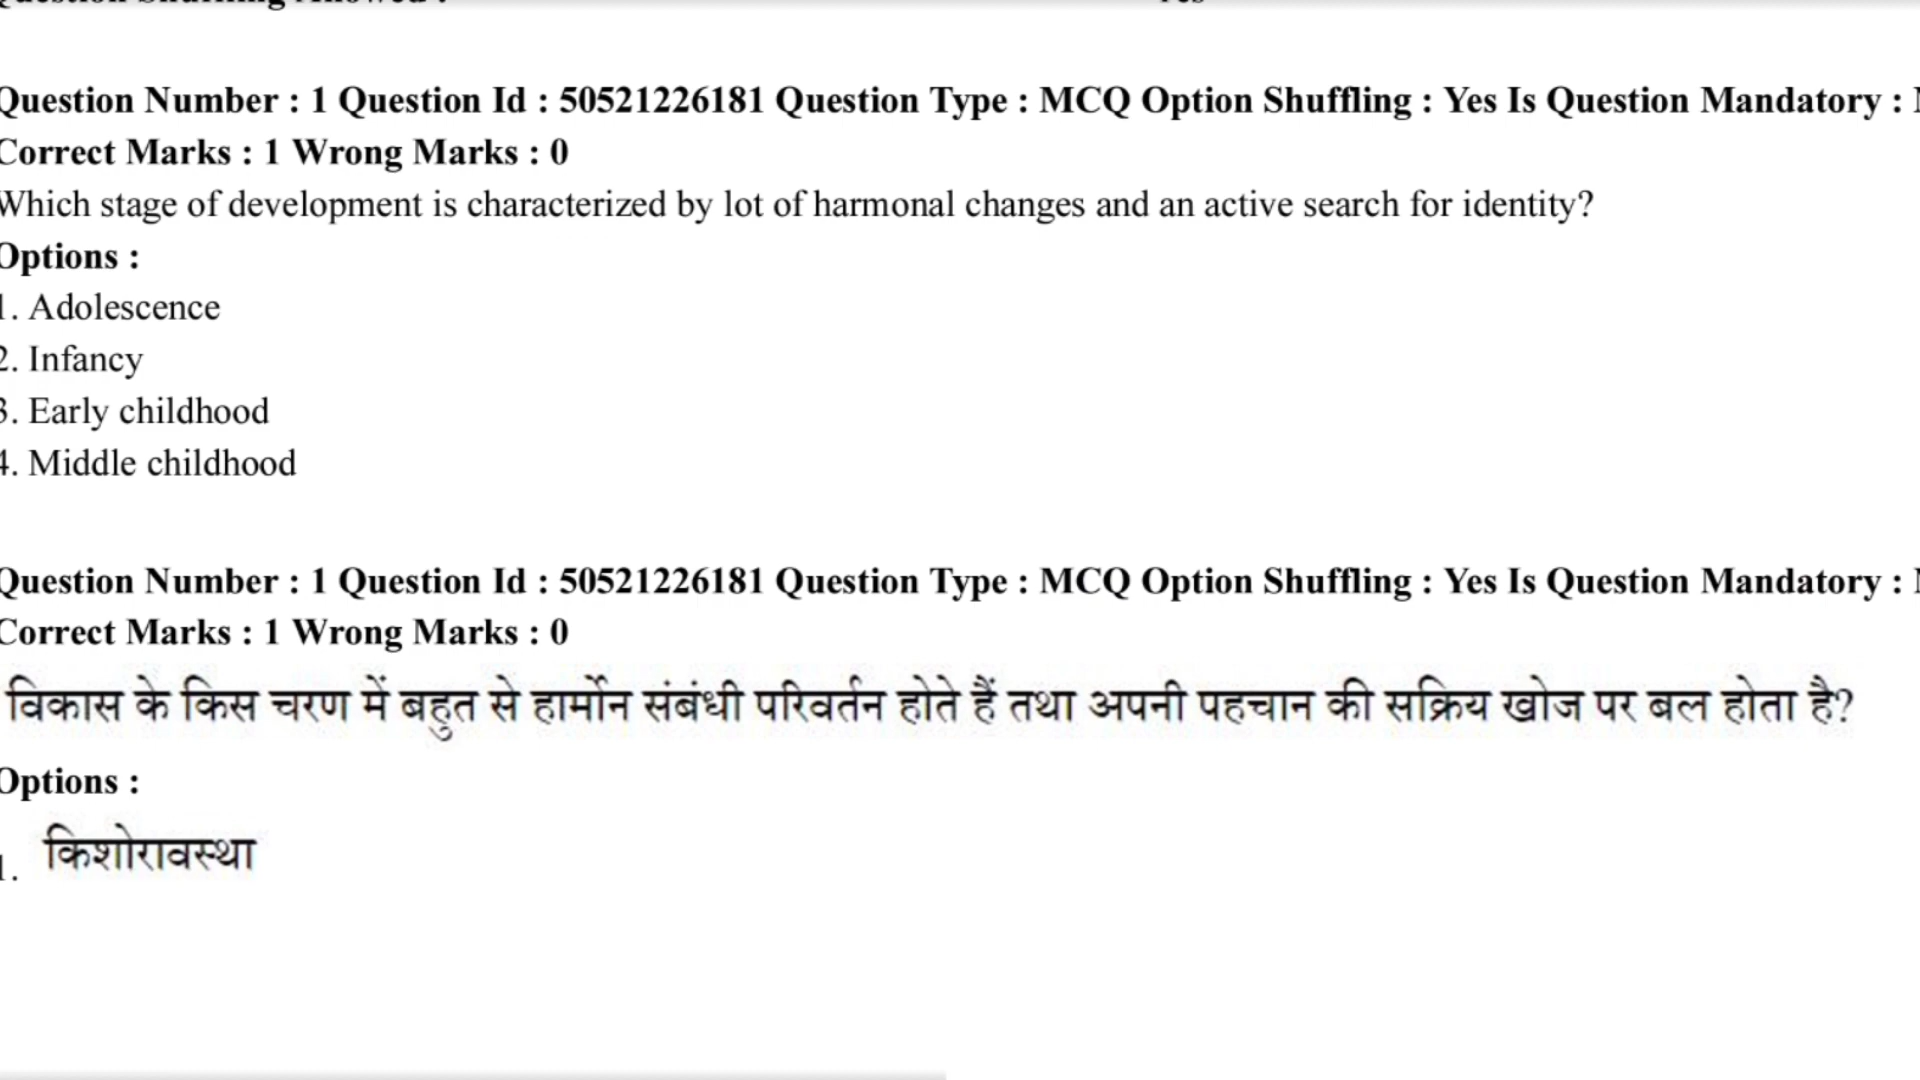 Question Number : 1 Question Id : 50521226181 Question Type : MCQ Option Shuffling : Yes Is Question Mandatory :
Correct Marks : 1 Wrong Marks : 0
Which stage of development is characterized by lot of harmonal changes and an active search for identity?
Options :
1. Adolescence
2. Infancy
3. Early childhood
4. Middle childhood
Question Number : 1 Question Id : 50521226181 Question Type : MCQ Option Shuffling : Yes Is Question Mandatory :
Correct Marks : 1 Wrong Marks : 0
विकास के किस चरण में बहुत से हार्मोन संबंधी परिवर्तन होते हैं तथा अपनी पहचान की सक्रिय खोज पर बल होता है?
Options :
1. किशोरावस्था